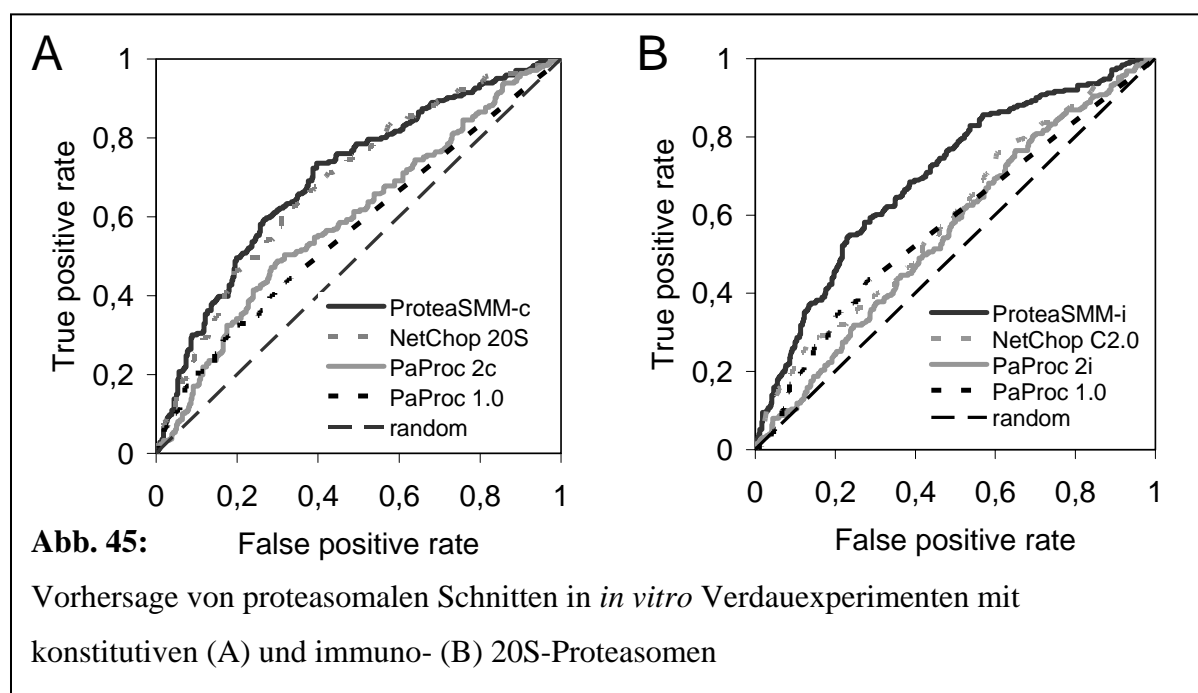 A
B
1
0,8
0,6
0,4
0,2
0
True positive rate
ProteaSMM-c
NetChop 20S
PaProc 2c
PaProc 1.0
random
0 0,2 0,4 0,6 0,8 1
False positive rate
1
0,8
0,6
0,4
0,2
0
True positive rate
ProteaSMM-i
NetChop C2.0
PaProc 2i
PaProc 1.0
random
0 0,2 0,4 0,6 0,8 1
False positive rate
Abb. 45:
Vorhersage von proteasomalen Schnitten in in vitro Verdauexperimenten mit
konstitutiven (A) und immuno- (B) 20S-Proteasomen